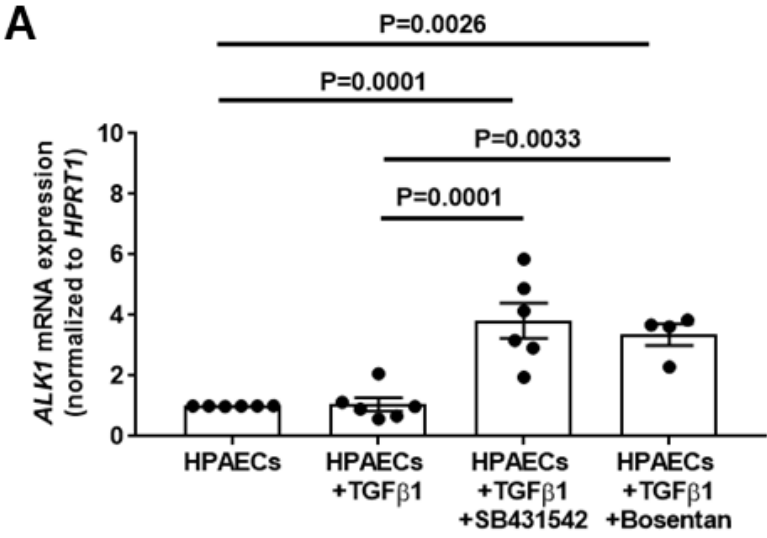 A
P=0.0026
P=0.0001
P=0.0033
P=0.0001
ALK1 mRNA expression
(normalized to HPRT1)
10
8
6
4
2
0
HPAECs
HPAECs
+TGFβ1
HPAECs
+TGFβ1
+SB431542
HPAECs
+TGFβ1
+Bosentan